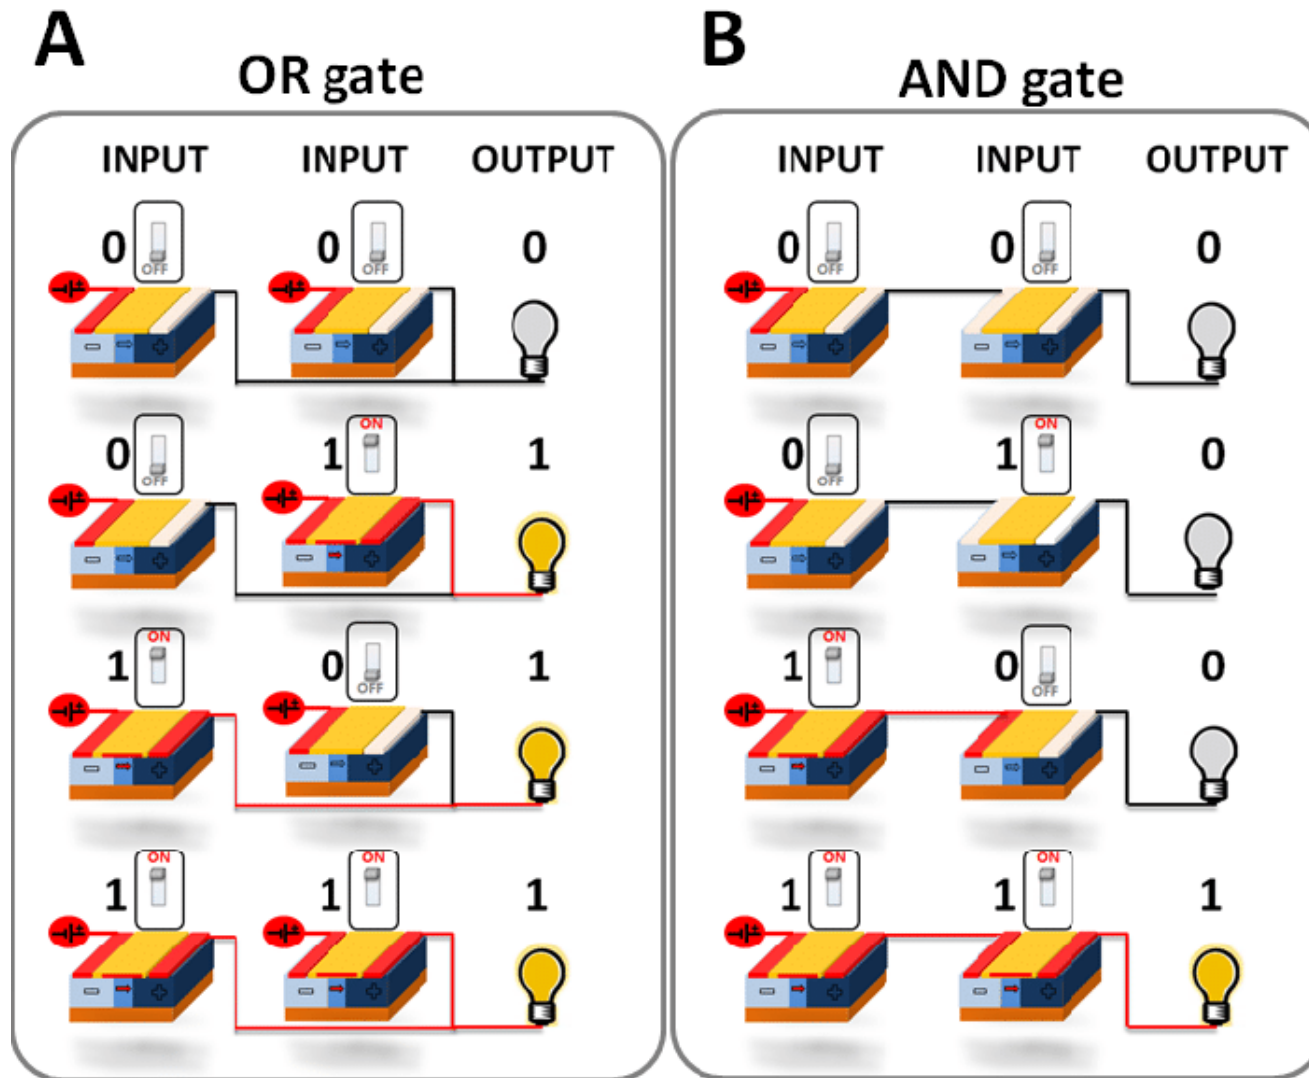 A
OR gate
INPUT INPUT OUTPUT
0 OFF 0 OFF 0
0 OFF 1 ON 1
1 ON 0 OFF 1
1 ON 1 ON 1
B
AND gate
INPUT INPUT OUTPUT
0 OFF 0 OFF 0
0 OFF 1 ON 0
1 ON 0 OFF 0
1 ON 1 ON 1